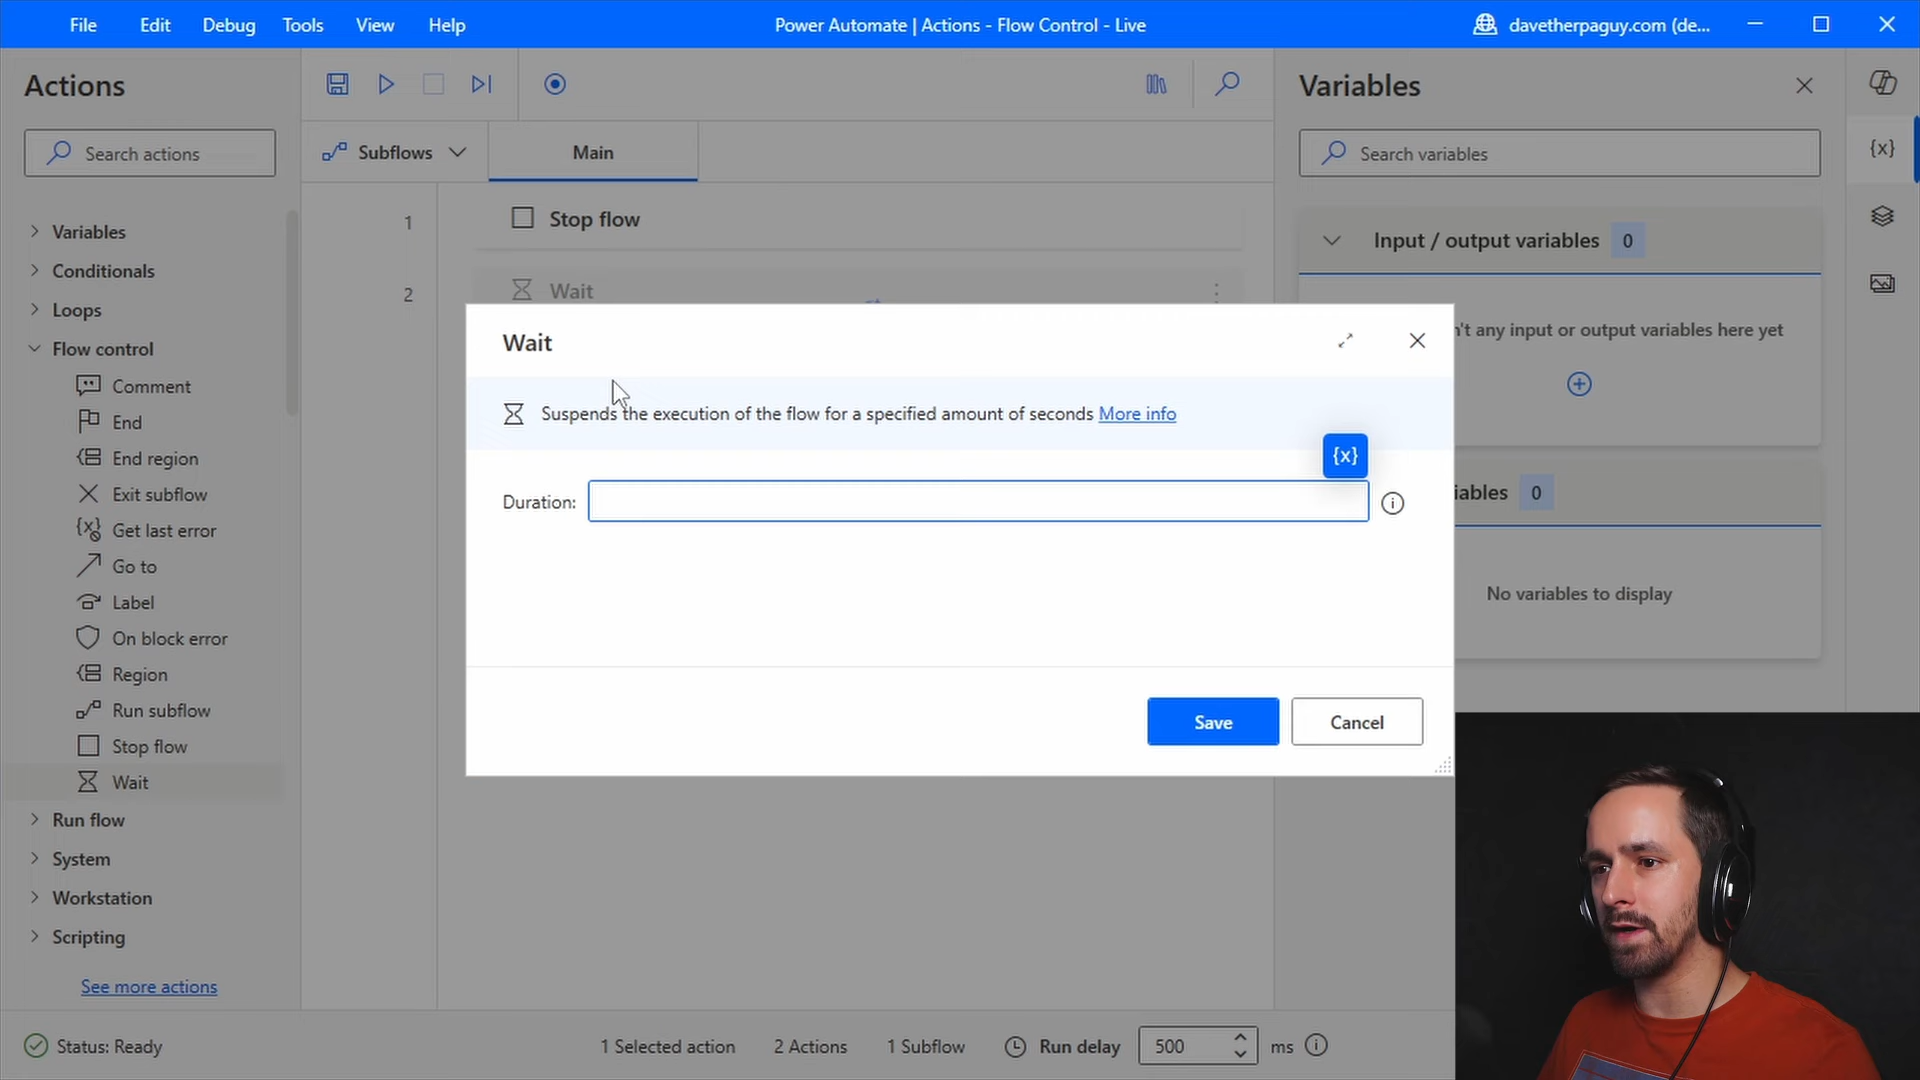 File Edit Debug Tools View Help
Power Automate | Actions - Flow Control - Live
davetherpaguy.com (de...
Actions
Search actions
Variables
Conditionals
Loops
Flow control
Comment
End
End region
Exit subflow
Get last error
Go to
Label
On block error
Region
Run subflow
Stop flow
Wait
Run flow
System
Workstation
Scripting
See more actions
Subflows
Main
1
Stop flow
2
Wait
Wait
Suspends the execution of the flow for a specified amount of seconds More info
{x}
Duration:
Save
Cancel
Variables
Search variables
{x}
Input / output variables 0
't any input or output variables here yet
iables 0
No variables to display
Status: Ready
1 Selected action
2 Actions
1 Subflow
Run delay
500
ms